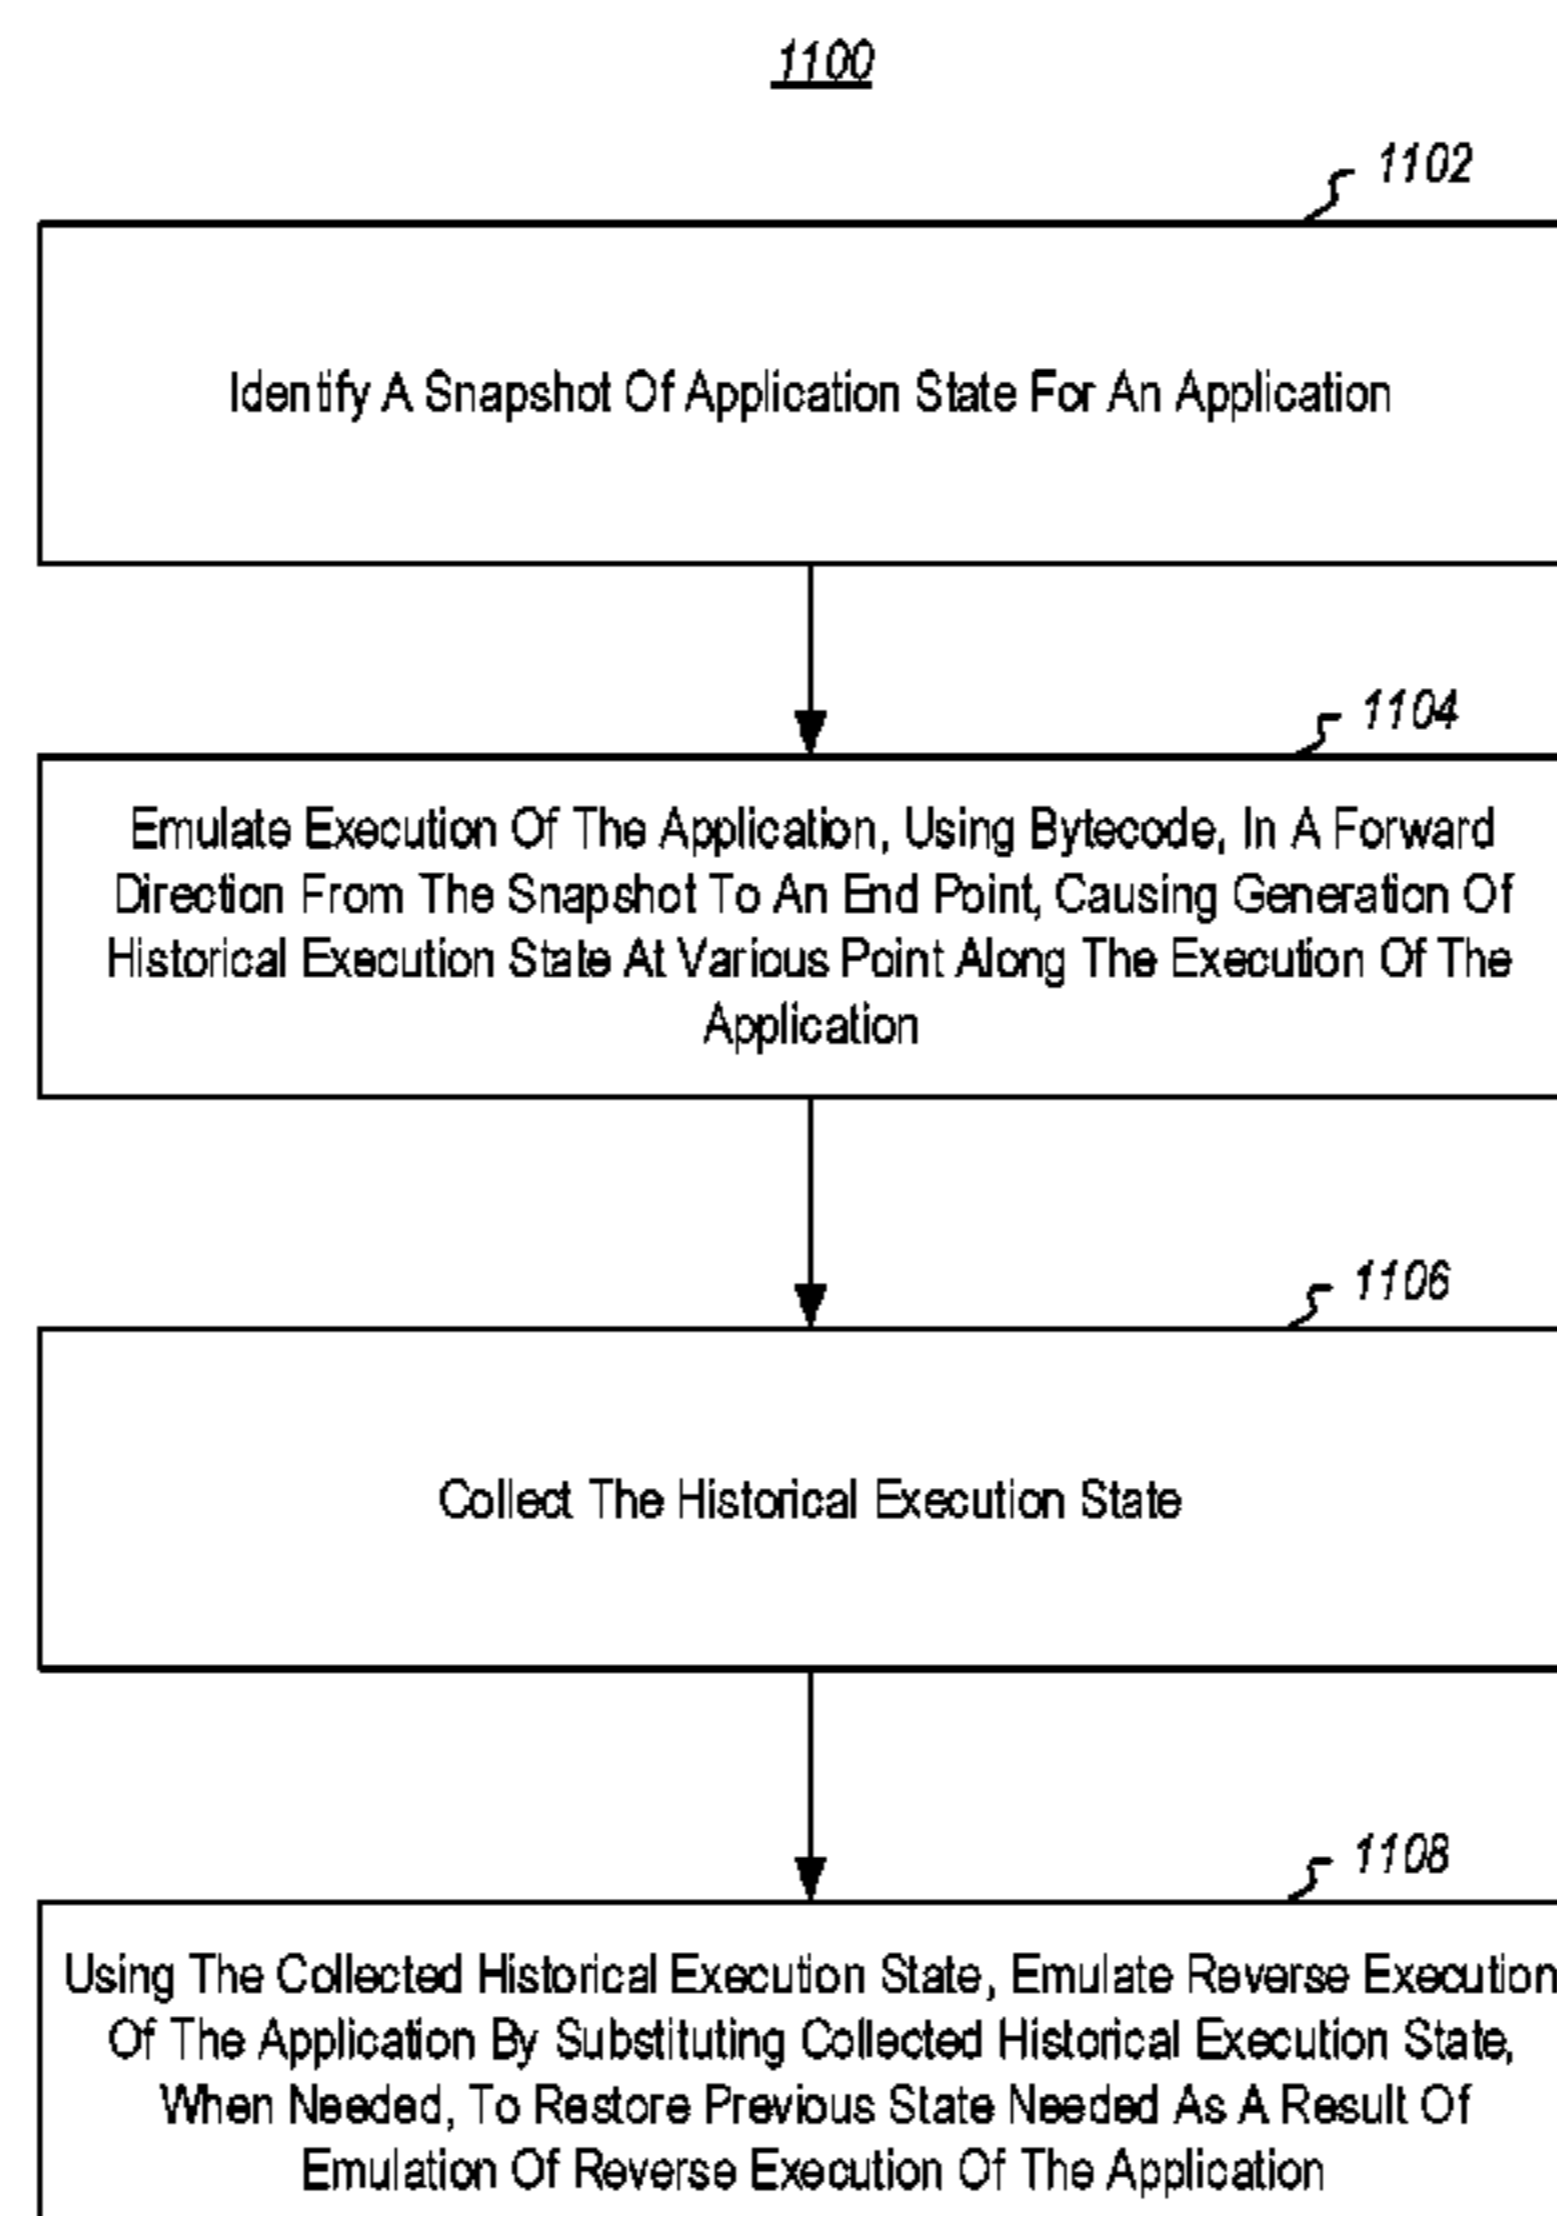 1100
1102
Identify A Snapshot Of Application State For An Application
1104
Emulate Execution Of The Application, Using Bytecode, In A Forward
Direction From The Snapshot To An End Point, Causing Generation Of
Historical Execution State At Various Point Along The Execution Of The
Application
1106
Collect The Historical Execution State
1108
Using The Collected Historical Execution State, Emulate Reverse Execution
Of The Application By Substituting Collected Historical Execution State,
When Needed, To Restore Previous State Needed As A Result Of
Emulation Of Reverse Execution Of The Application